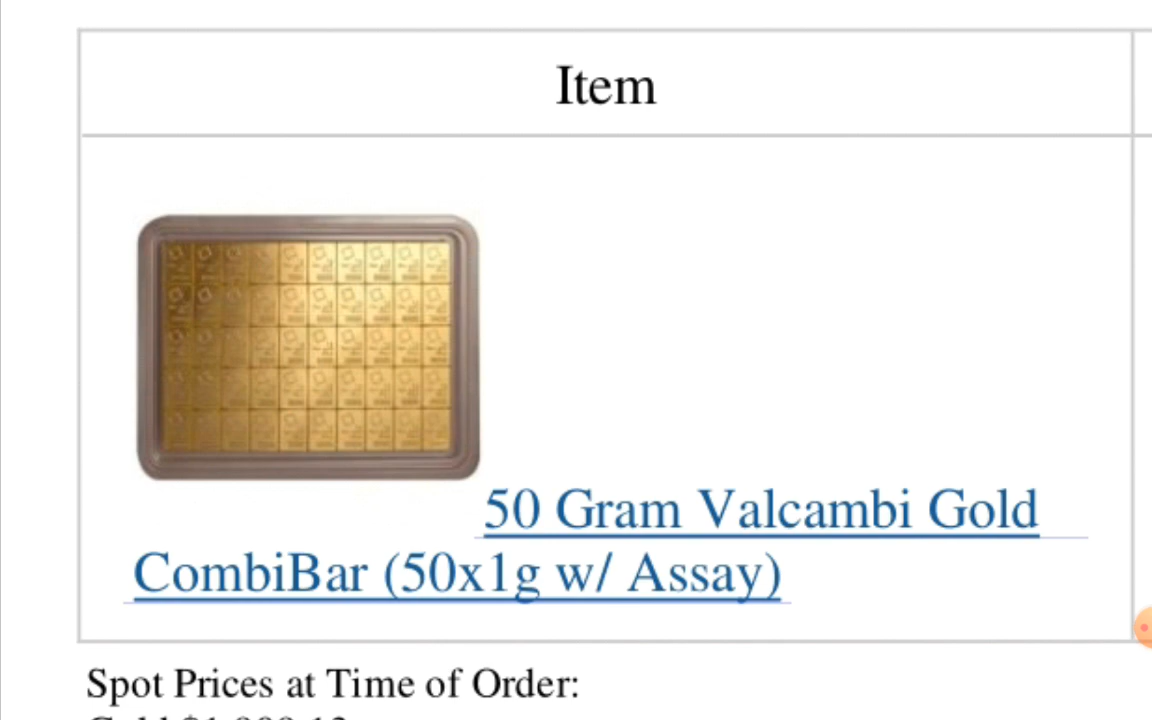 Item
50 Gram Valcambi Gold
CombiBar (50x1g w/ Assay)
Spot Prices at Time of Order: